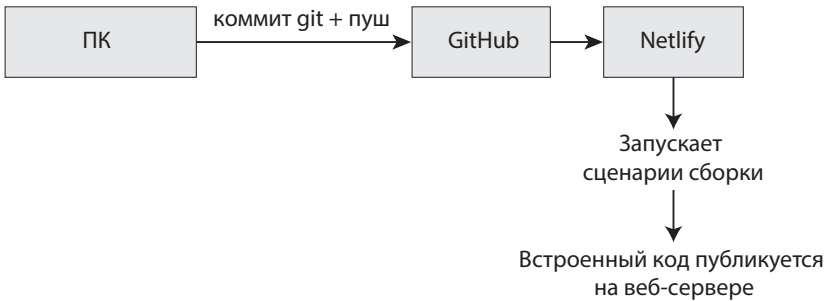 коммит git + пуш
ПК
GitHub
Netlify
Запускает
сценарии сборки
Встроенный код публикуется
на веб-сервере